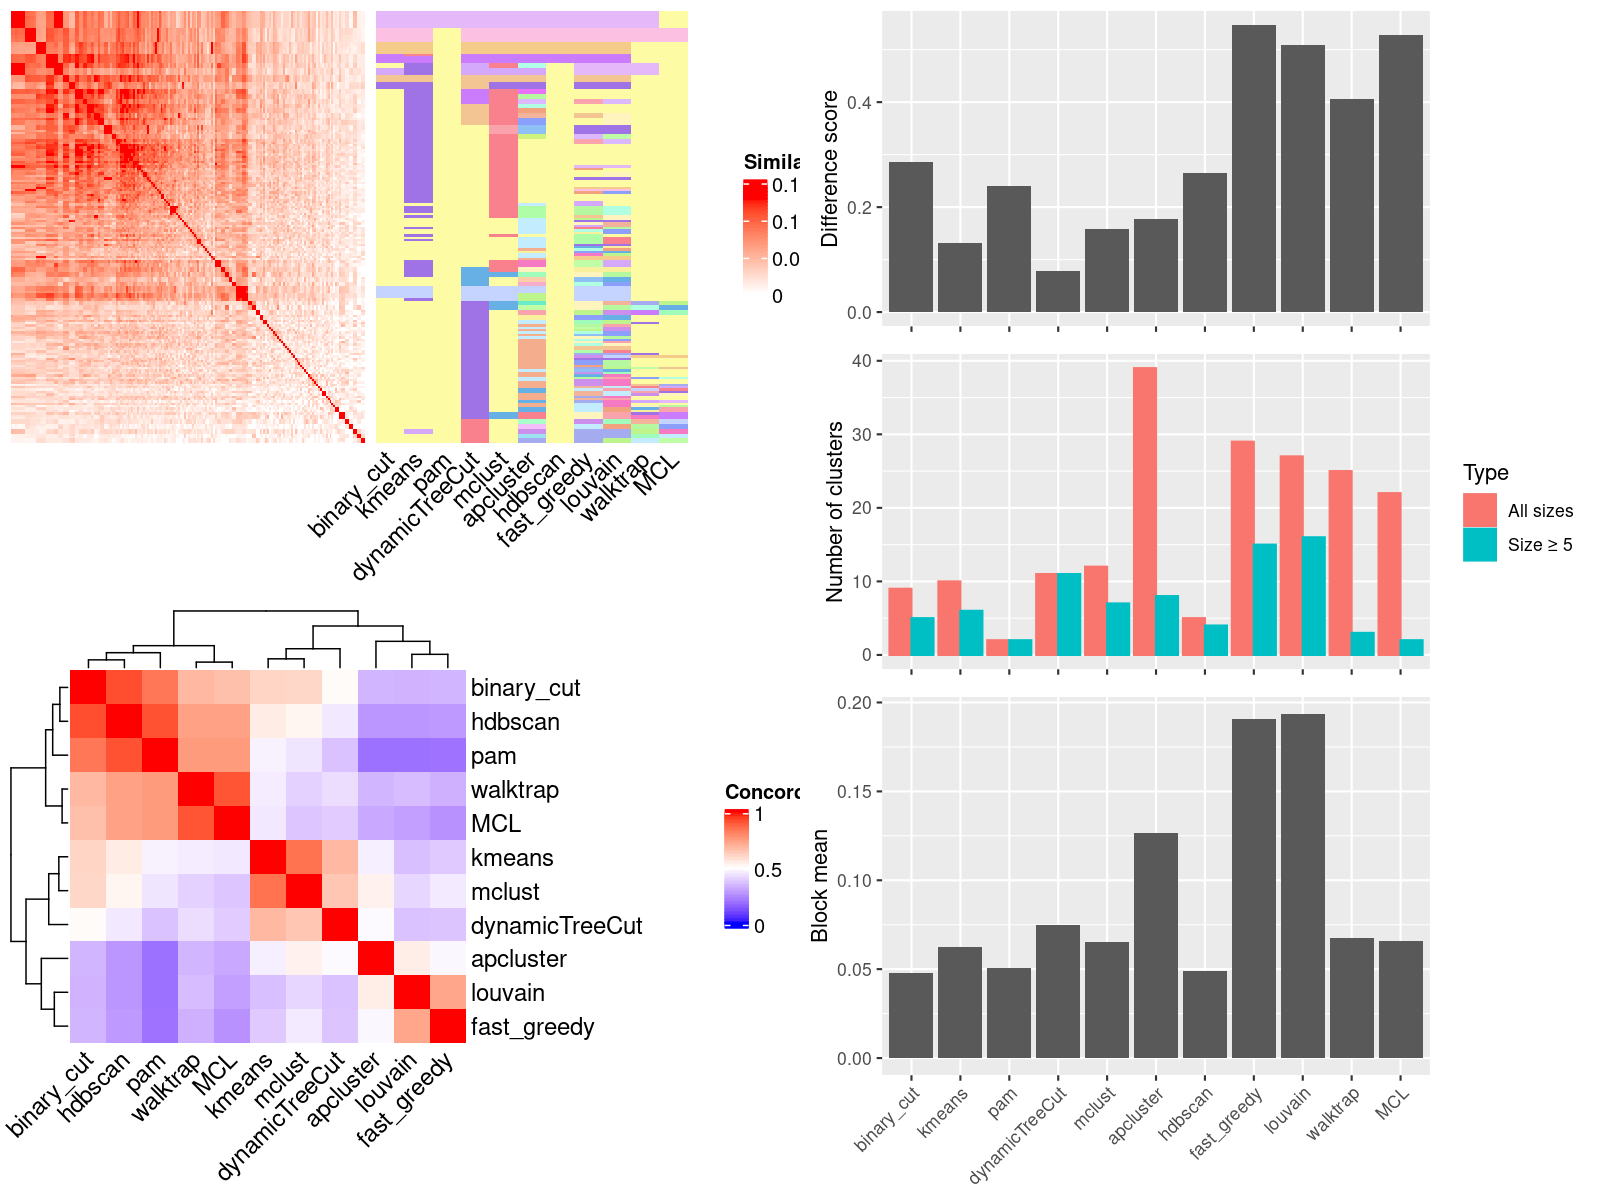 Simila
0.1
0.1
0.0
0
binary_cut
kmeans
pam
dynamicTreeCut
mclust
apcluster
hdbscan
fast_greedy
louvain
walktrap
MCL
binary_cut
hdbscan
pam
walktrap
MCL
kmeans
mclust
dynamicTreeCut
apcluster
louvain
fast_greedy
Concord
1
0.5
0
binary_cut
hdbscan
pam
walktrap
MCL
kmeans
mclust
dynamicTreeCut
apcluster
louvain
fast_greedy
Difference score
0.4
0.2
0.0
Number of clusters
40
30
20
10
0
Type
All sizes
Size ≥ 5
Block mean
0.20
0.15
0.10
0.05
0.00
binary_cut
kmeans
pam
dynamicTreeCut
mclust
apcluster
hdbscan
fast_greedy
louvain
walktrap
MCL